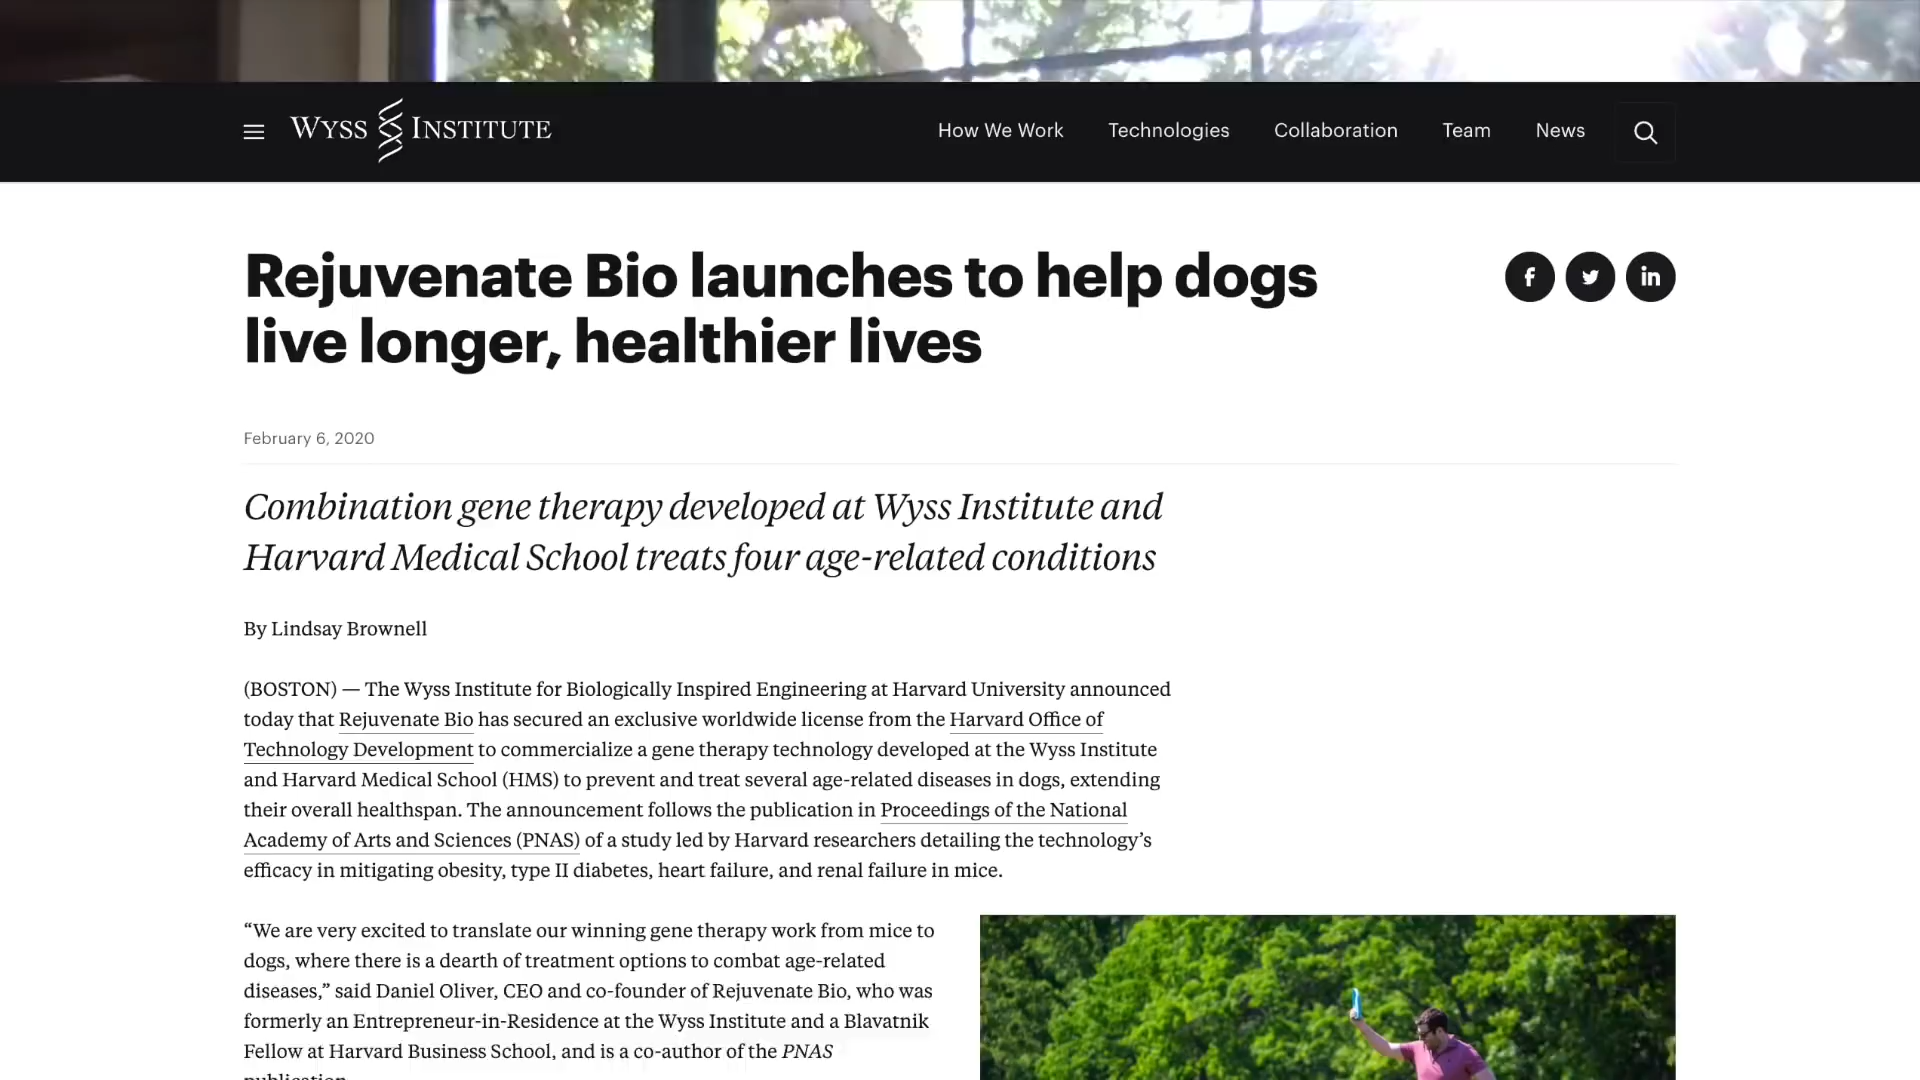 WYSS INSTITUTE
How We Work
Technologies
Collaboration
Team
News
Rejuvenate Bio launches to help dogs
live longer, healthier lives
February 6, 2020
Combination gene therapy developed at Wyss Institute and
Harvard Medical School treats four age-related conditions
By Lindsay Brownell
(BOSTON) — The Wyss Institute for Biologically Inspired Engineering at Harvard University announced
today that Rejuvenate Bio has secured an exclusive worldwide license from the Harvard Office of
Technology Development to commercialize a gene therapy technology developed at the Wyss Institute
and Harvard Medical School (HMS) to prevent and treat several age-related diseases in dogs, extending
their overall healthspan. The announcement follows the publication in Proceedings of the National
Academy of Arts and Sciences (PNAS) of a study led by Harvard researchers detailing the technology’s
efficacy in mitigating obesity, type II diabetes, heart failure, and renal failure in mice.
“We are very excited to translate our winning gene therapy work from mice to
dogs, where there is a dearth of treatment options to combat age-related
diseases,” said Daniel Oliver, CEO and co-founder of Rejuvenate Bio, who was
formerly an Entrepreneur-in-Residence at the Wyss Institute and a Blavatnik
Fellow at Harvard Business School, and is a co-author of the PNAS